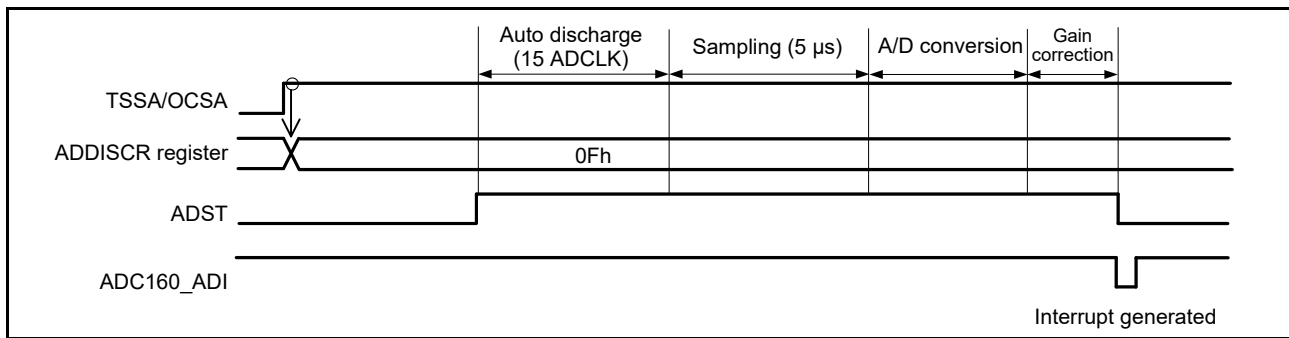 Auto discharge
(15 ADCLK)
Sampling (5 µs)
A/D conversion
Gain
correction
TSSA/OCSA
ADDISCR register
0Fh
ADST
ADC160_ADI
Interrupt generated